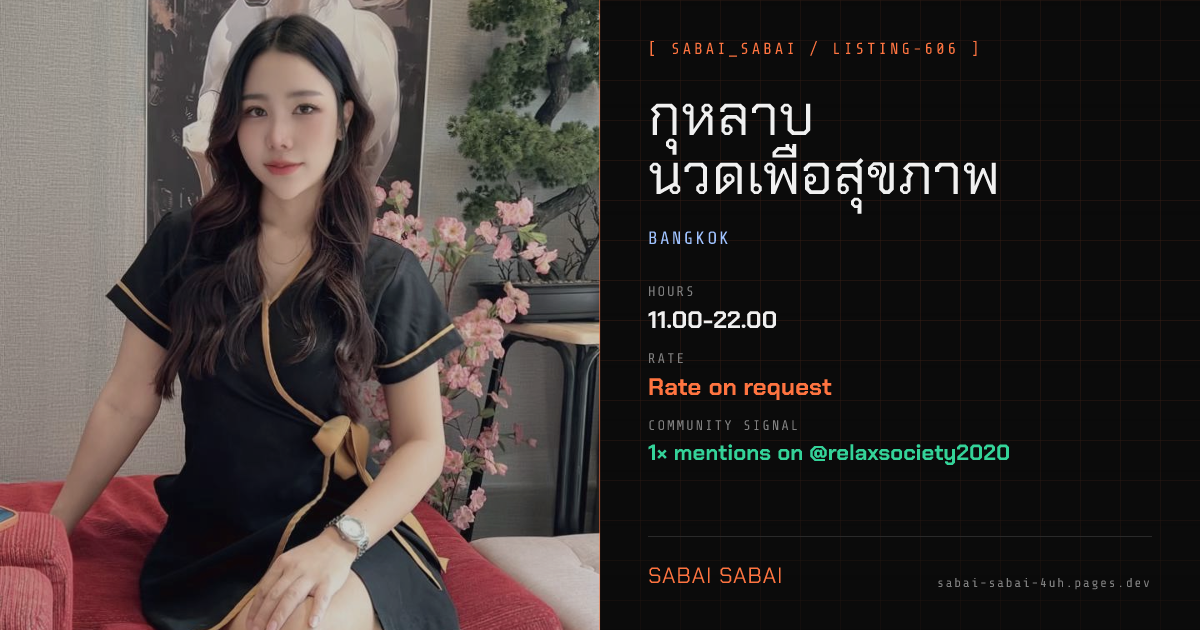 [ SABAI_SABAI / LISTING-606 ]
กุหลาบ
นวดเพื่อสุขภาพ
BANGKOK
HOURS
11.00-22.00
RATE
Rate on request
COMMUNITY SIGNAL
1× mentions on @relaxsociety2020
SABAI SABAI
sabai-sabai-4uh.pages.dev